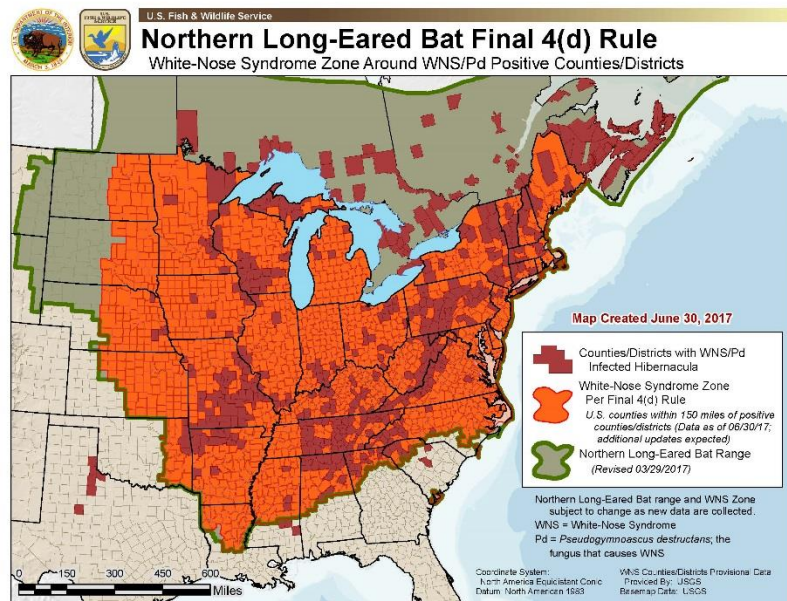 U.S. Fish & Wildlife Service
Northern Long-Eared Bat Final 4(d) Rule
White-Nose Syndrome Zone Around WNS/Pd Positive Counties/Districts
Map Created June 30, 2017
Counties/Districts with WNS/Pd
Infected Hibernacula
White-Nose Syndrome Zone
Per Final 4(d) Rule
U.S. counties within 150 miles of positive
counties/districts (Data as of 06/30/17;
additional updates expected)
Northern Long-Eared Bat Range
(Revised 03/29/2017)
Northern Long-Eared Bat range and WNS Zone
subject to change as new data are collected.
WNS = White-Nose Syndrome
Pd = Pseudogymnoascus destructans; the
fungus that causes WNS
Coordinate System:
North America Equidistant Conic
Datum: North American 1983
WNS Counties/Districts Provisional Data
Provided By: USGS
Basemap Data: USGS
0 50 150 300 450 600
Miles